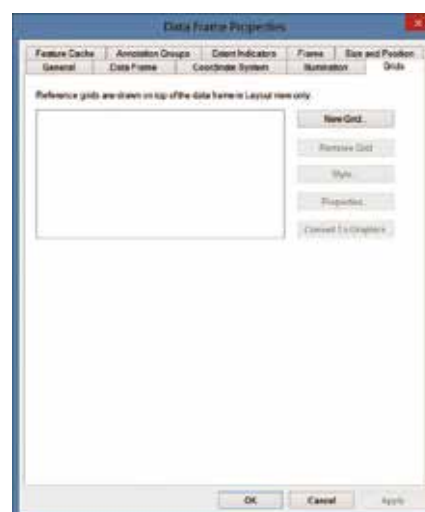 Data Frame Properties
Feature Cache Annotation Groups Extent Indicators Frame Size and Position
General Data Frame Coordinate System Illumination Grids
Reference grids are drawn on top of the data frame in Layout view only.
New Grid...
Remove Grid
Style...
Properties...
Convert To Graphics
OK Cancel Apply